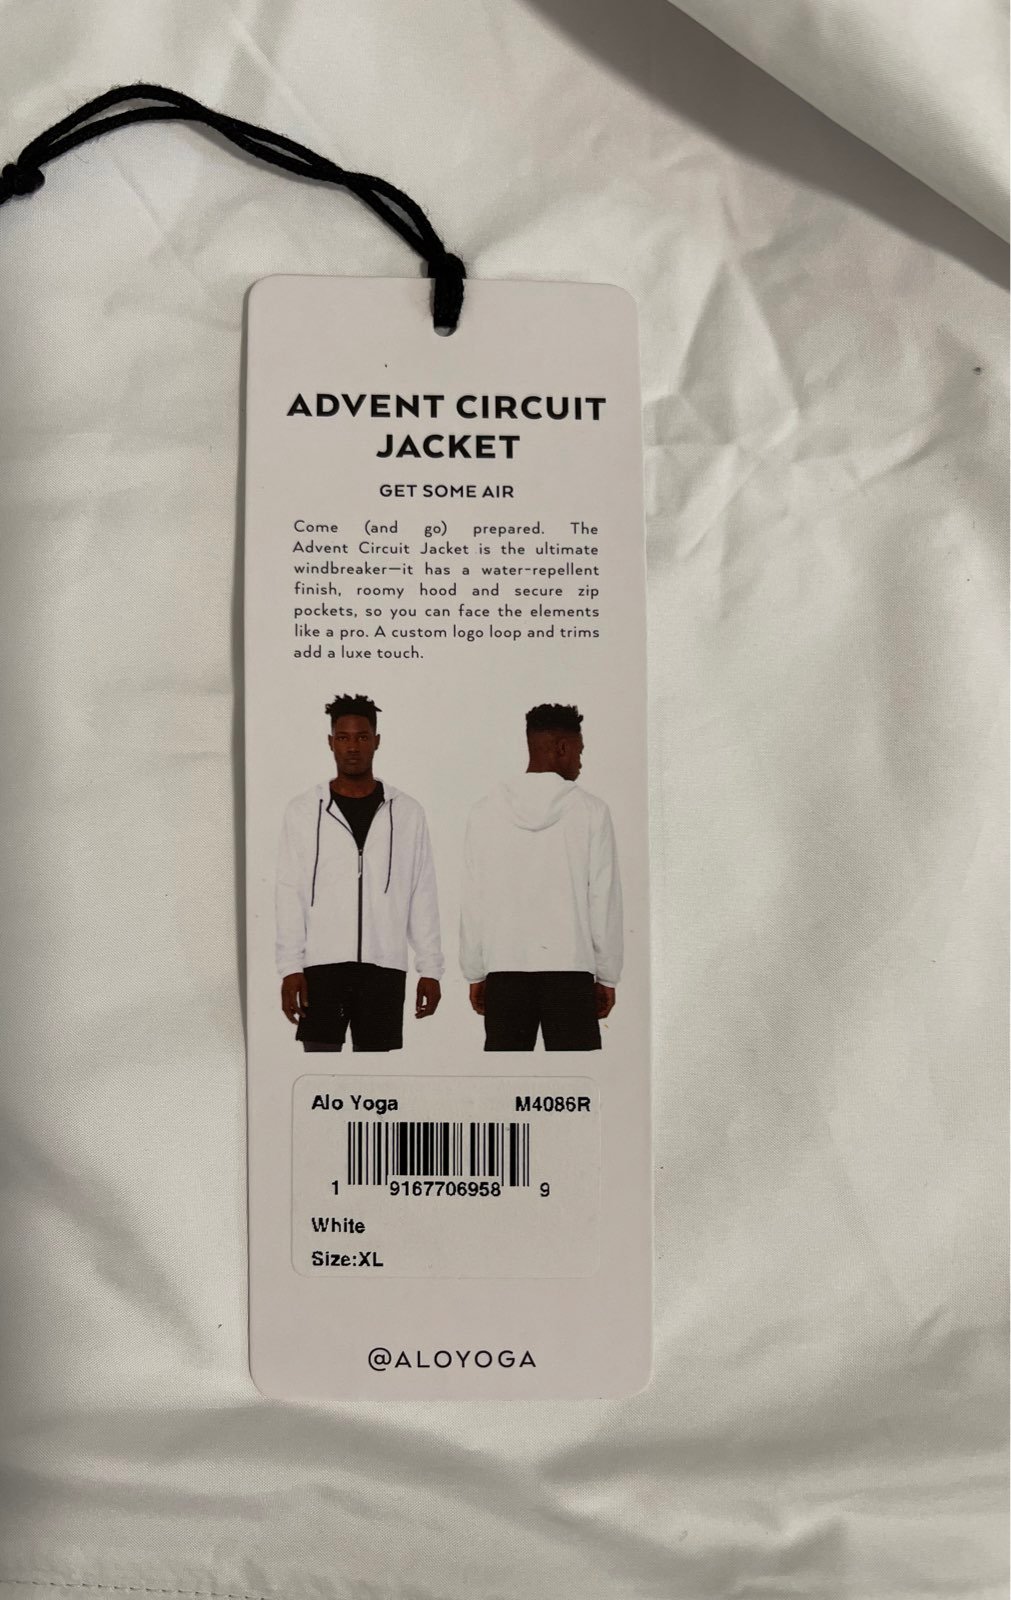 ADVENT CIRCUIT
JACKET
GET SOME AIR
Come (and go) prepared. The
Advent Circuit Jacket is the ultimate
windbreaker—it has a water-repellent
finish, roomy hood and secure zip
pockets, so you can face the elements
like a pro. A custom logo loop and trims
add a luxe touch.
Alo Yoga M4086R
1 9167706958 9
White
Size:XL
@ALOYOGA